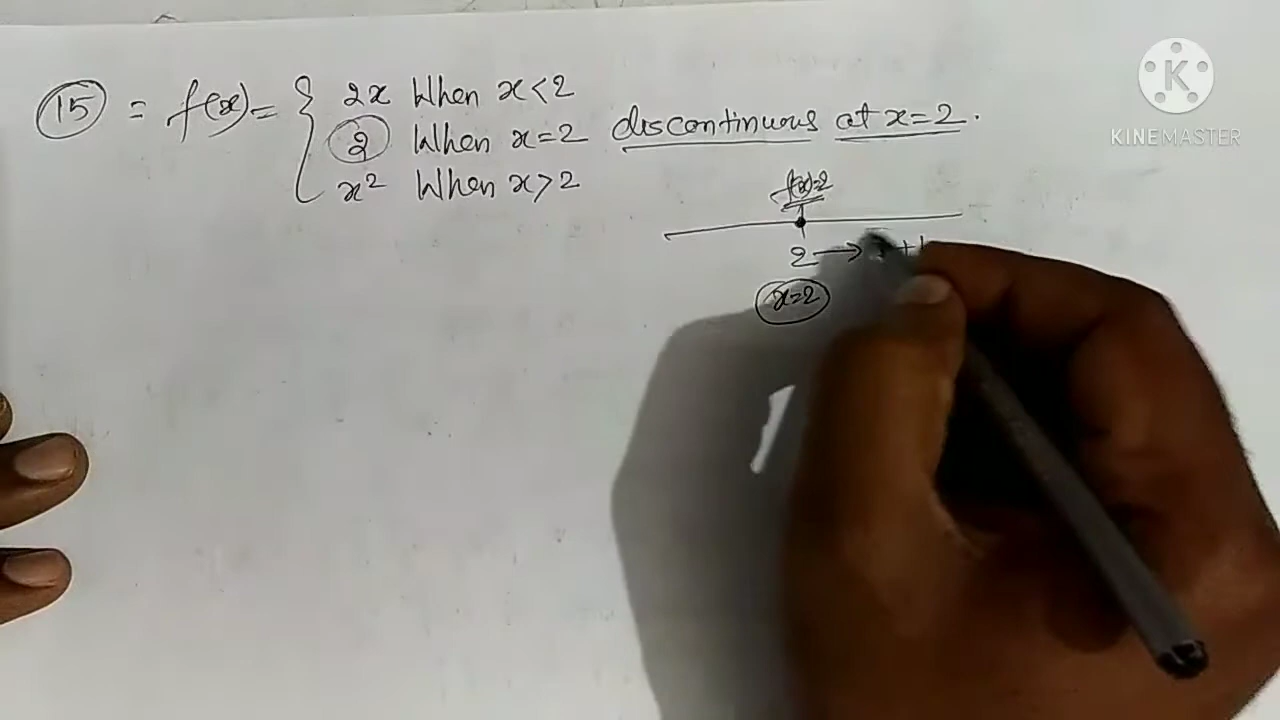 15 = f(x) = { 2x When x<2
2 When x=2 discontinuous at x=2.
x² When x>2
f(x)=2
2 →
x=2
K
KINEMASTER